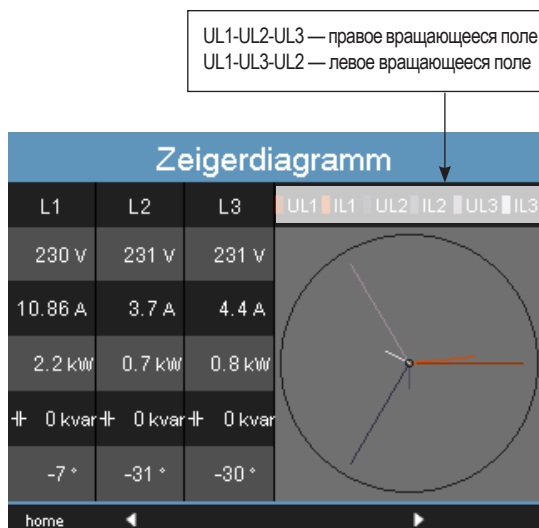 UL1-UL2-UL3 — правое вращающееся поле
UL1-UL3-UL2 — левое вращающееся поле
Zeigerdiagramm
L1 L2 L3 UL1 IL1 UL2 IL2 UL3 IL3
230 V 231 V 231 V
10.86 A 3.7 A 4.4 A
2.2 kW 0.7 kW 0.8 kW
0 kvar 0 kvar 0 kvar
-7 ° -31 ° -30 °
home